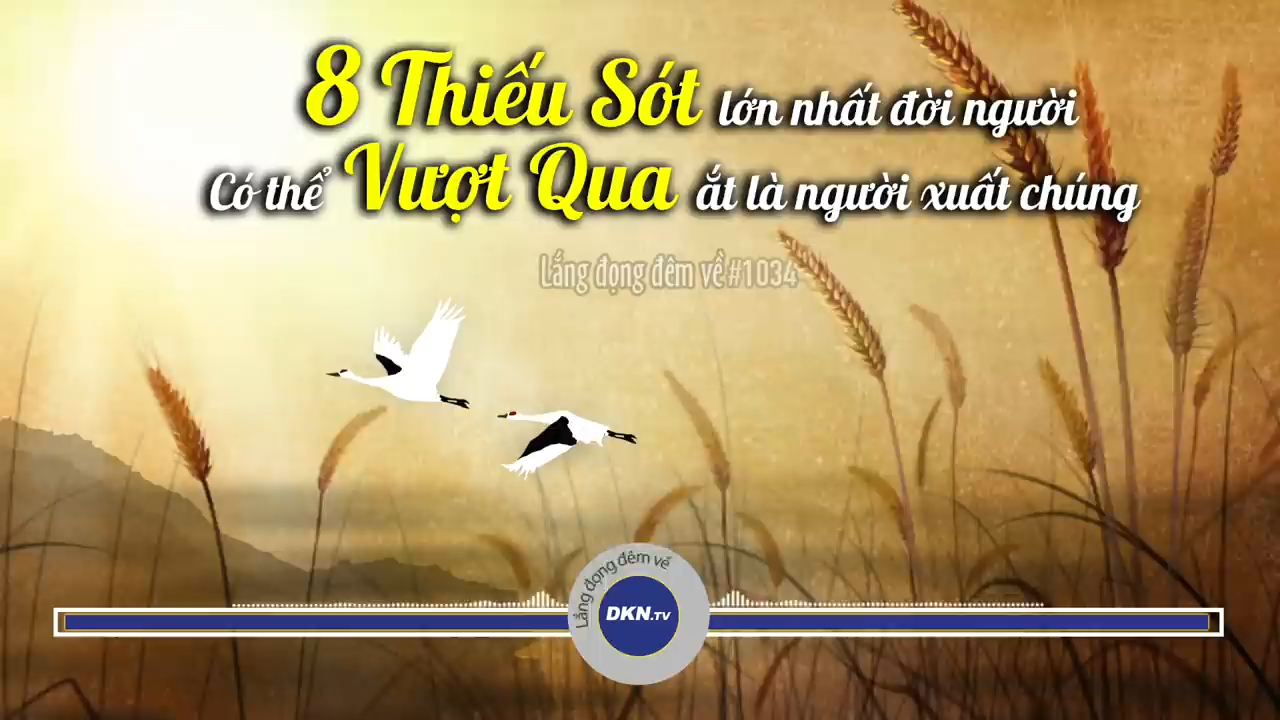 8 Thiếu Sót lớn nhất đời người
Có thể Vượt Qua ắt là người xuất chúng
Lắng đọng đêm về #1034
Lắng đọng đêm về
DKN.TV